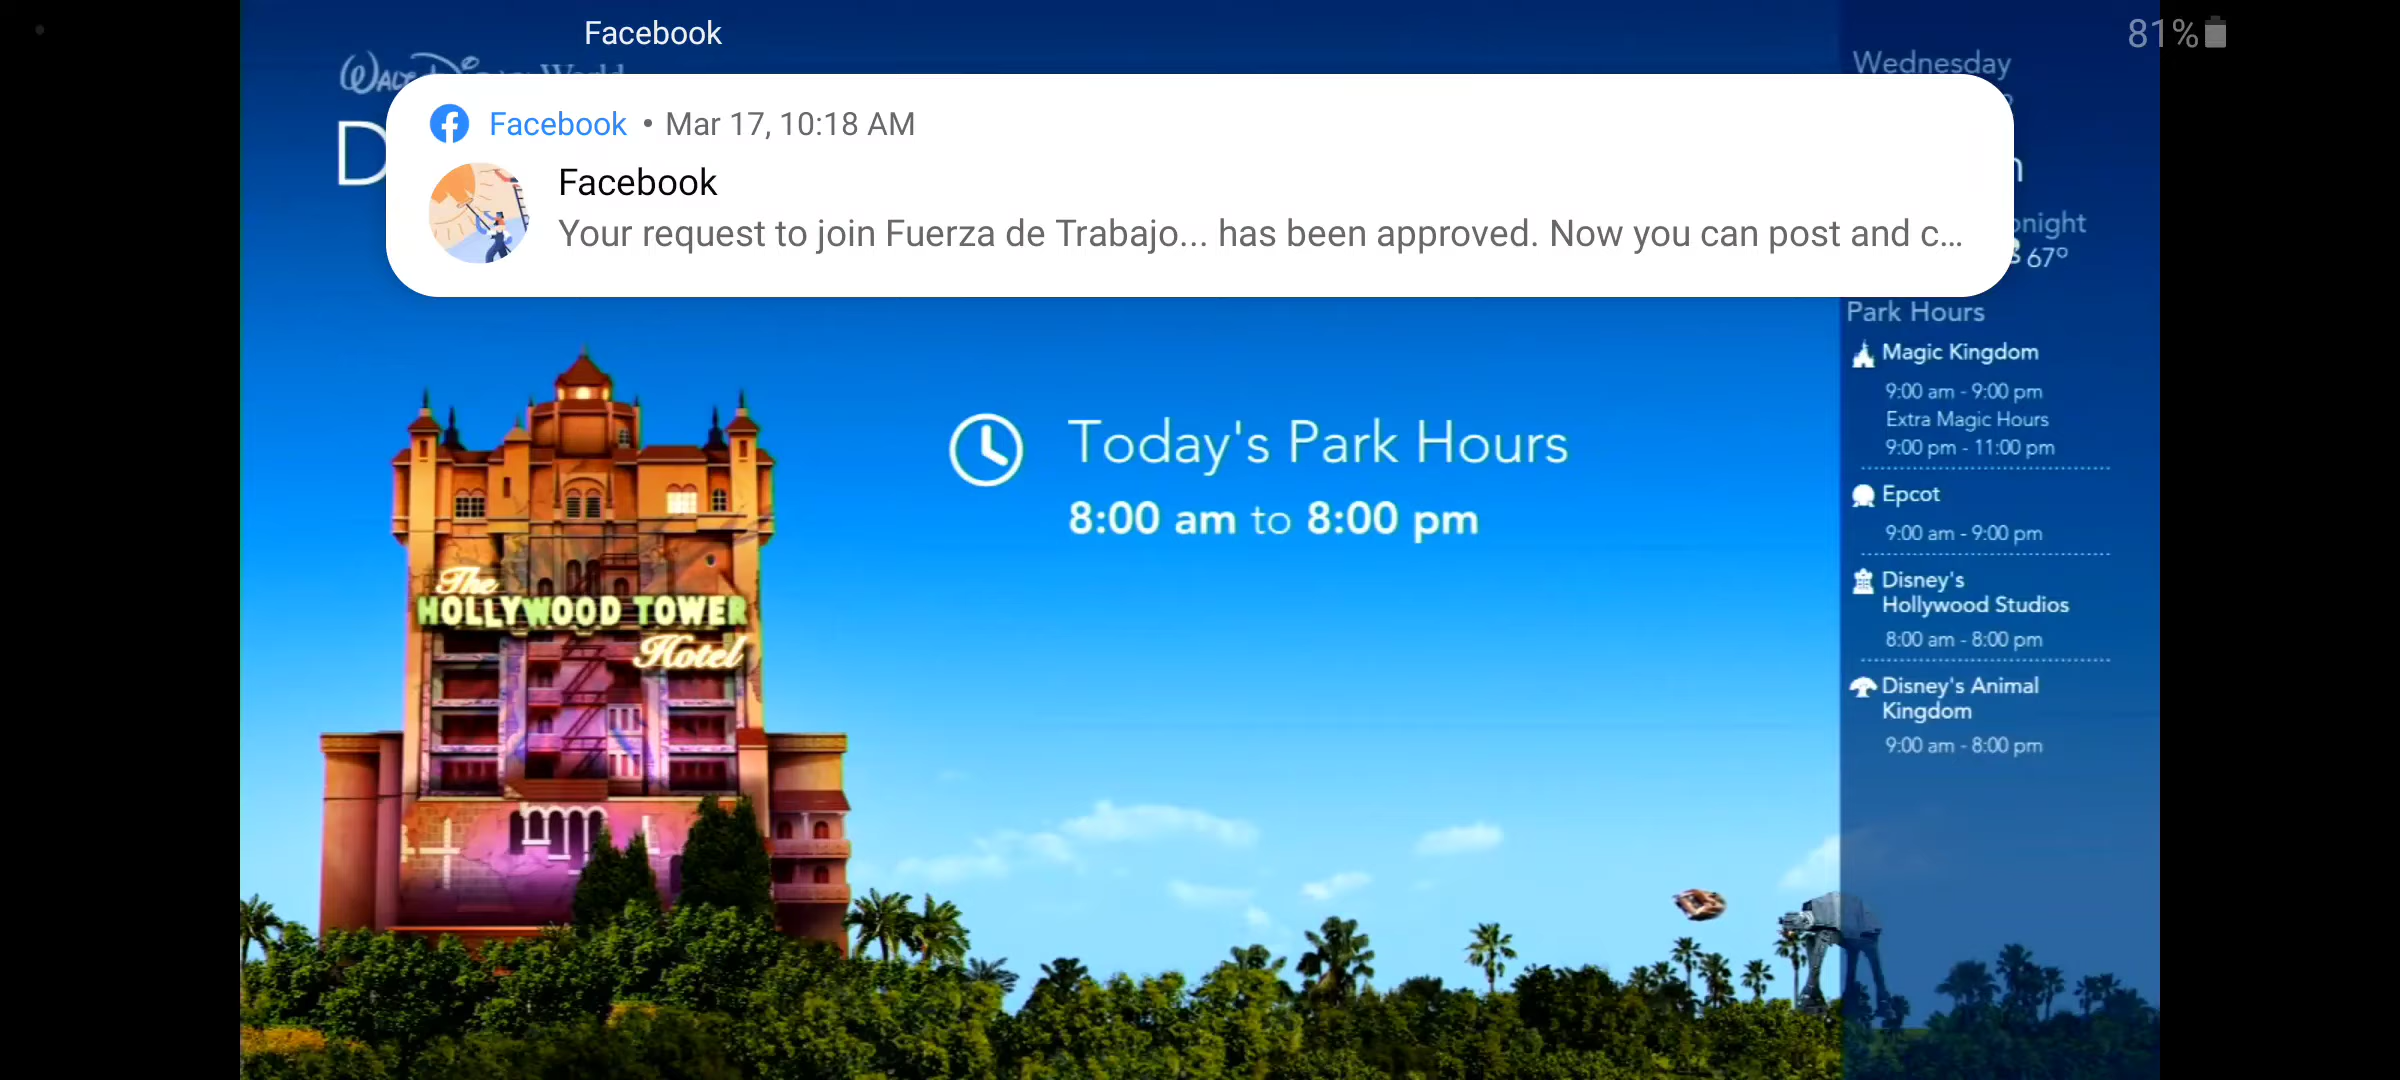 Facebook
81%
Walt Disney World
Wednesday
Facebook • Mar 17, 10:18 AM
Facebook
Your request to join Fuerza de Trabajo... has been approved. Now you can post and c...
67°
Park Hours
Magic Kingdom
9:00 am - 9:00 pm
Extra Magic Hours
9:00 pm - 11:00 pm
Epcot
9:00 am - 9:00 pm
Disney's
Hollywood Studios
8:00 am - 8:00 pm
Disney's Animal
Kingdom
9:00 am - 8:00 pm
Today's Park Hours
8:00 am to 8:00 pm
The
HOLLYWOOD TOWER
Hotel